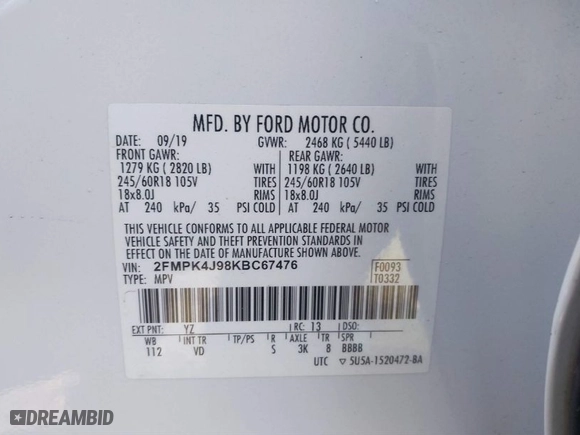 MFD. BY FORD MOTOR CO.
DATE: 09/19 GVWR: 2468 KG ( 5440 LB)
FRONT GAWR: REAR GAWR:
1279 KG ( 2820 LB) WITH 1198 KG ( 2640 LB) WITH
245/60R18 105V TIRES 245/60R18 105V TIRES
18x8.0J RIMS 18x8.0J RIMS
AT 240 kPa/ 35 PSI COLD AT 240 kPa/ 35 PSI COLD
THIS VEHICLE CONFORMS TO ALL APPLICABLE FEDERAL MOTOR
VEHICLE SAFETY AND THEFT PREVENTION STANDARDS IN
EFFECT ON THE DATE OF MANUFACTURE SHOWN ABOVE.
VIN: 2FMPK4J98KBC67476 F0093
TYPE: MPV T0332
EXT PNT: YZ RC: 13 DSO:
WB INT TR TP/PS R AXLE TR SPR
112 VD S 3K 8 BBBB
UTC ▽ 5U5A-1520472-BA
DREAMBID